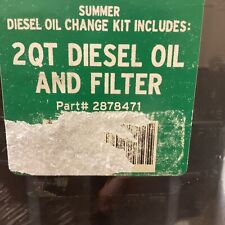 SUMMER
DIESEL OIL CHANGE KIT INCLUDES:
2QT DIESEL OIL
AND FILTER
Part# 2878471